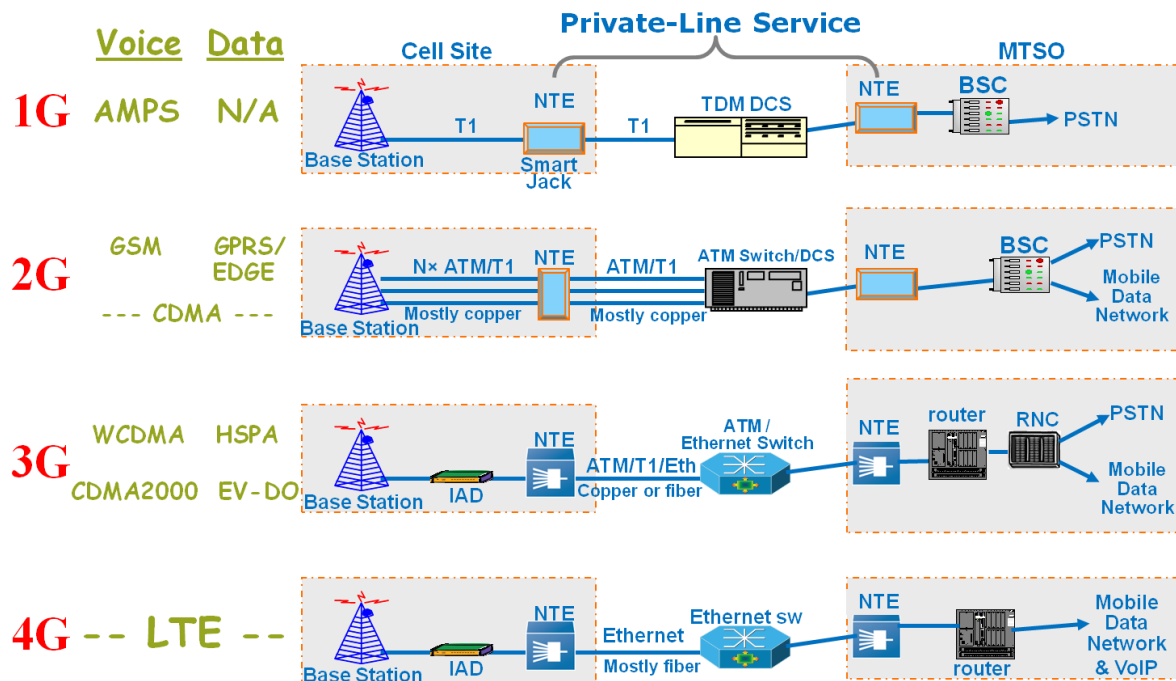 Private-Line Service
Voice Data
Cell Site
MTSO
1G
AMPS N/A
NTE
T1
T1
TDM DCS
NTE
BSC
PSTN
Base Station
Smart
Jack
2G
GSM
GPRS/
EDGE
--- CDMA ---
N× ATM/T1
NTE
ATM/T1
ATM Switch/DCS
NTE
BSC
PSTN
Mobile
Data
Network
Mostly copper
Mostly copper
Base Station
3G
WCDMA HSPA
CDMA2000 EV-DO
NTE
ATM/T1/Eth
Copper or fiber
ATM /
Ethernet Switch
NTE
router
RNC
PSTN
Mobile
Data
Network
IAD
Base Station
4G
-- LTE --
NTE
Ethernet
Mostly fiber
Ethernet sw
NTE
router
Mobile
Data
Network
& VoIP
IAD
Base Station